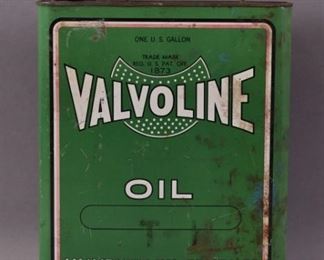 ONE U.S. GALLON
TRADE MARK
REG. U.S. PAT. OFF.
1873
VALVOLINE
OIL